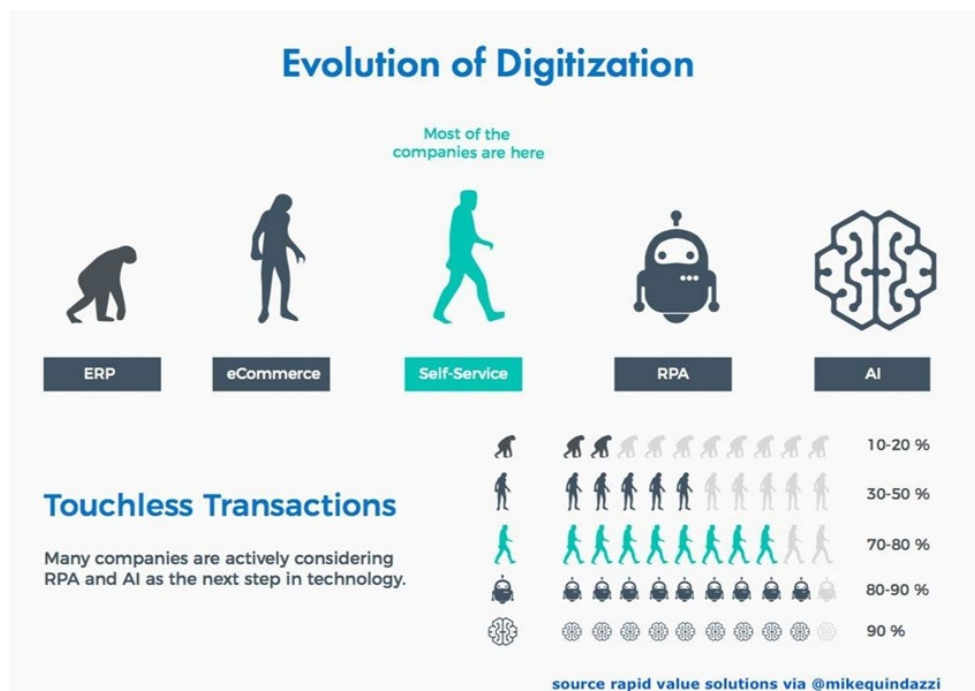 Evolution of Digitization
Most of the
companies are here
ERP
eCommerce
Self-Service
RPA
AI
Touchless Transactions
Many companies are actively considering
RPA and AI as the next step in technology.
10-20 %
30-50 %
70-80 %
80-90 %
90 %
source rapid value solutions via @mikequindazzi